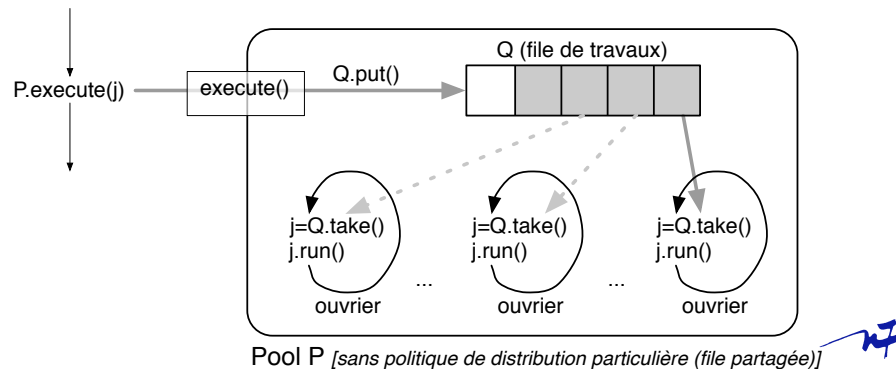 Q (file de travaux)
Q.put()
P.execute(j)
execute()
j=Q.take()
j.run()
ouvrier
...
j=Q.take()
j.run()
ouvrier
...
j=Q.take()
j.run()
ouvrier
Pool P [sans politique de distribution particulière (file partagée)]